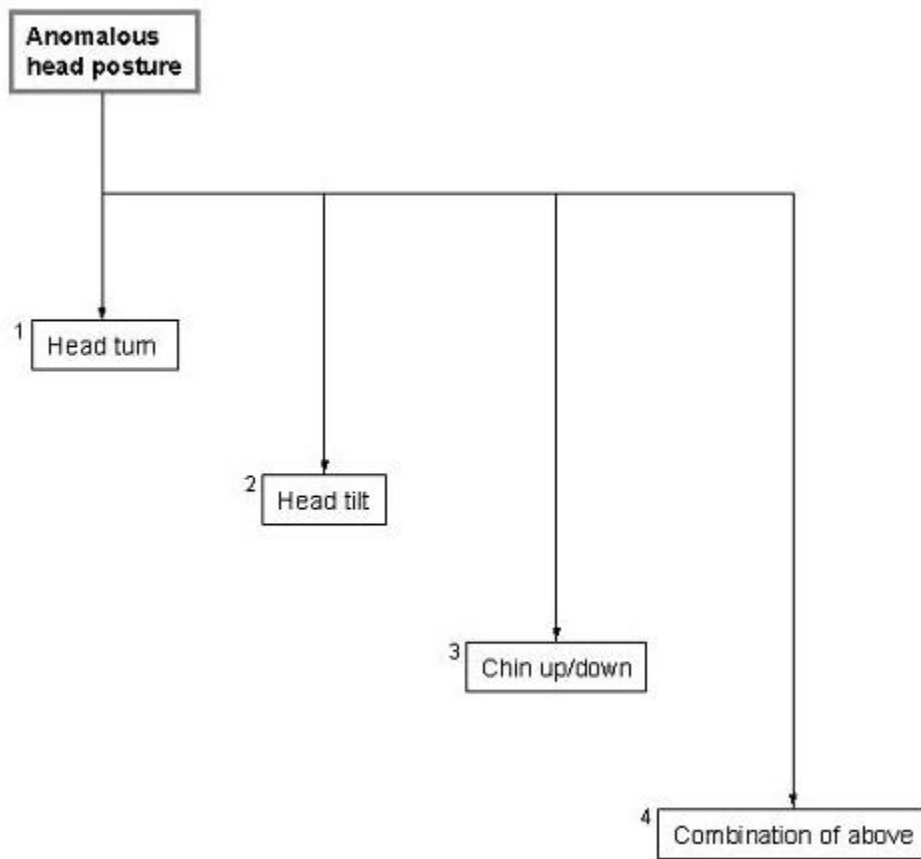 Anomalous
head posture
1 Head turn
2 Head tilt
3 Chin up/down
4 Combination of above